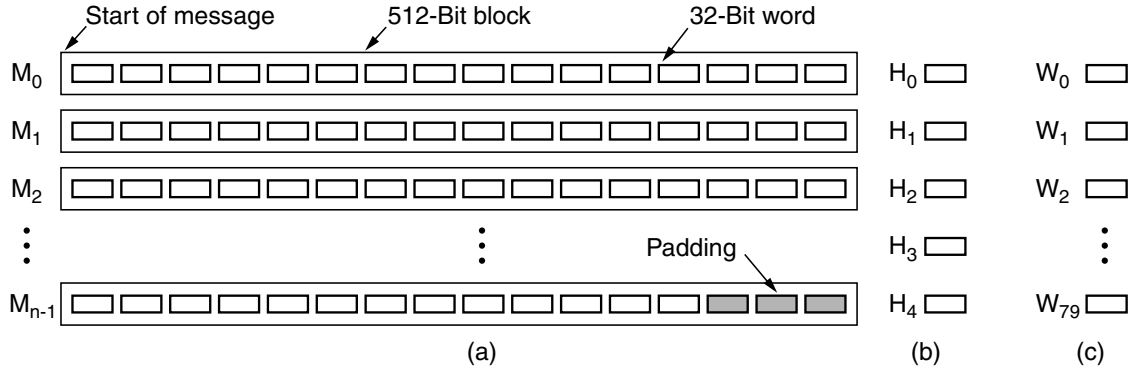 Start of message 512-Bit block 32-Bit word
M0 H0 W0
M1 H1 W1
M2 H2 W2
H3
Padding
Mn-1 H4 W79
(a) (b) (c)